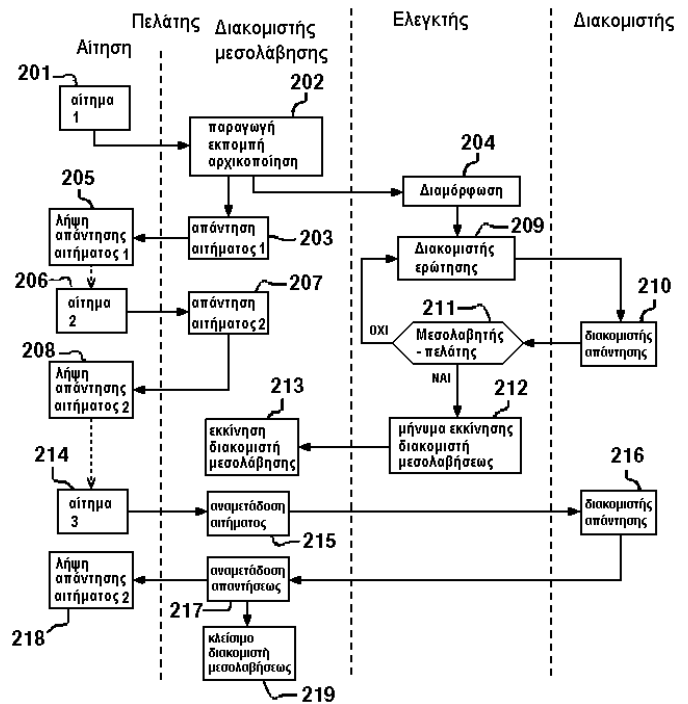 Πελάτης
Αίτηση
Διακομιστής
μεσολάβησης
Ελεγκτής
Διακομιστής
201
αίτημα
1
202
παραγωγή
εκπομπή
αρχικοποίηση
204
Διαμόρφωση
205
λήψη
απάντησης
αιτήματος 1
απάντηση
αιτήματος 1
203
209
Διακομιστής
ερώτησης
206
αίτημα
2
207
απάντηση
αιτήματος 2
210
διακομιστής
απάντησης
211
Μεσολαβητής
- πελάτης
ΟΧΙ
ΝΑΙ
208
λήψη
απάντησης
αιτήματος 2
213
εκκίνηση
διακομιστή
μεσολάβησης
212
μήνυμα εκκίνησης
διακομιστή
μεσολαβήσεως
214
αίτημα
3
αναμετάδοση
αιτήματος
215
216
διακομιστής
απάντησης
λήψη
απάντησης
αιτήματος 2
218
αναμετάδοση
απαντήσεως
217
κλείσιμο
διακομιστή
μεσολαβήσεως
219